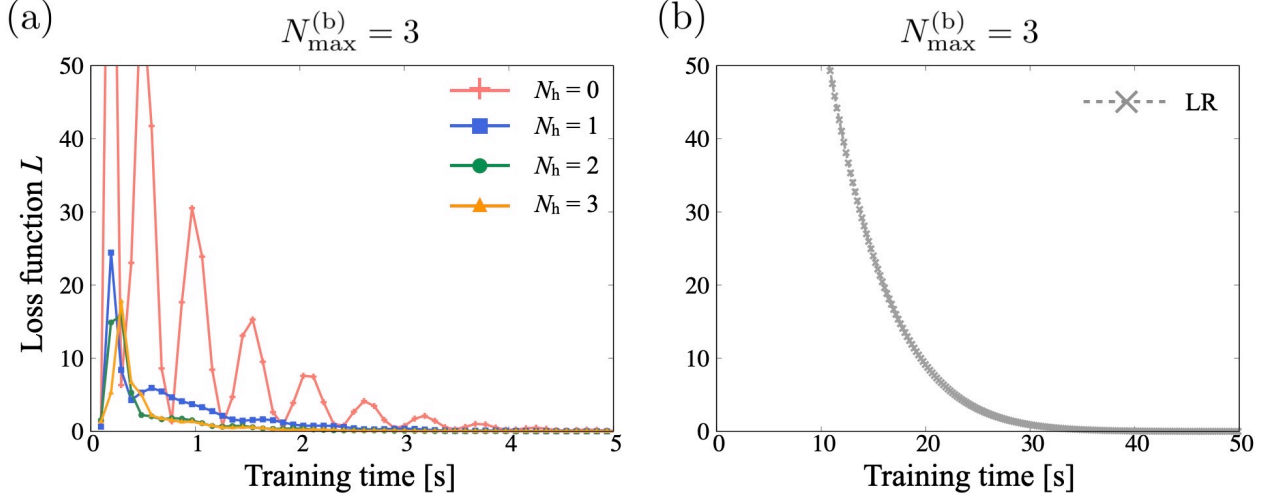 (a)
N_max^(b) = 3
50
40
30
20
10
0
Loss function L
N_h = 0
N_h = 1
N_h = 2
N_h = 3
0 1 2 3 4 5
Training time [s]
(b)
N_max^(b) = 3
50
40
30
20
10
0
LR
0 10 20 30 40 50
Training time [s]